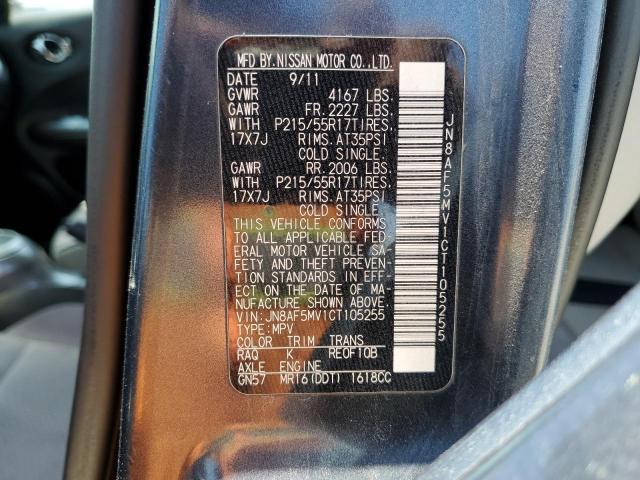 MFD BY. NISSAN MOTOR CO., LTD.
DATE 9/11
GVWR 4167 LBS.
GAWR FR. 2227 LBS.
WITH P215/55R17TIRES.
17X7J RIMS. AT35PSI
COLD SINGLE.
GAWR RR. 2006 LBS.
WITH P215/55R17TIRES.
17X7J RIMS. AT35PSI
COLD SINGLE.
THIS VEHICLE CONFORMS
TO ALL APPLICABLE FED
ERAL MOTOR VEHICLE SA-
FETY AND THEFTPREVEN-
TION STANDARDS IN EFF-
ECT ON THE DATE OF MA-
NUFACTURE SHOWN ABOVE.
VIN:JN8AF5MV1CT105255
TYPE:MPV
COLOR TRIM TRANS
RAQ K RE0F10B
AXLE ENGINE
GN57 MR16(DDT) 1618CC
JN8AF5MV1CT105255